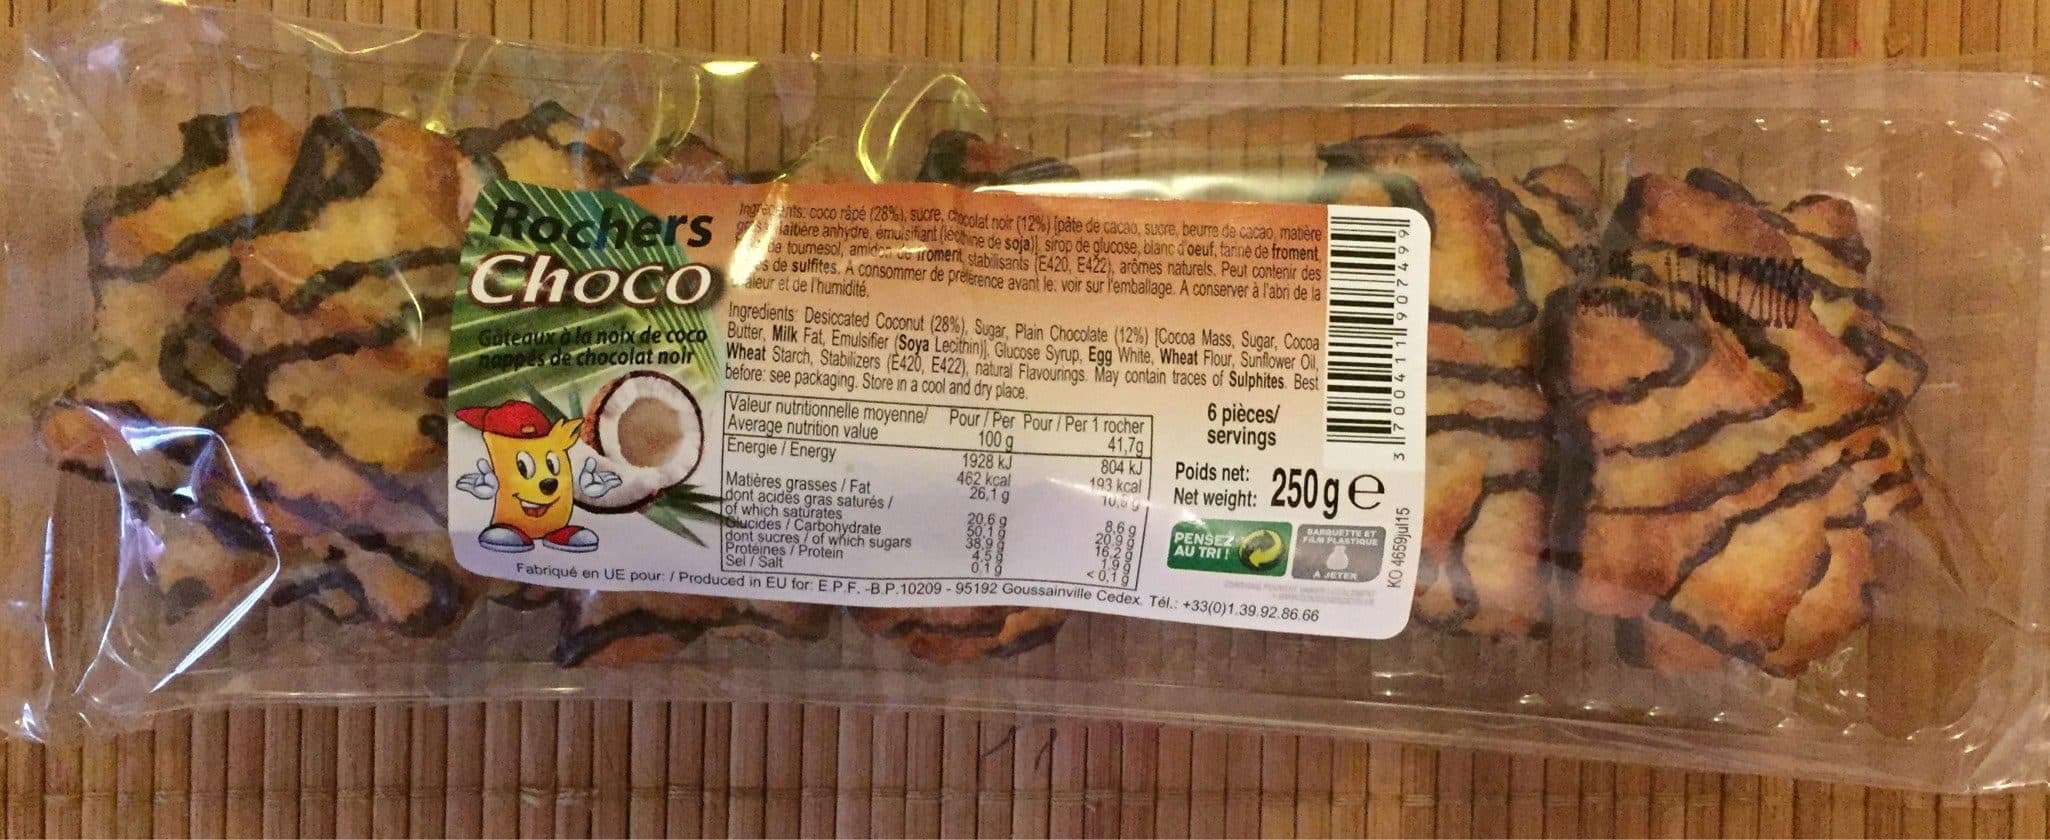 Rochers
Choco
Gâteaux à la noix de coco
nappés de chocolat noir
Ingrédients: coco râpé (28%), sucre, chocolat noir (12%) [pâte de cacao, sucre, beurre de cacao, matière
laitière anhydre, émulsifiant (lécithine de soja)], sirop de glucose, blanc d'oeuf, farine de froment,
de tournesol, amidon de froment, stabilisants (E420, E422), arômes naturels. Peut contenir des
de sulfites. A consommer de préférence avant le: voir sur l'emballage. A conserver à l'abri de la
et de l'humidité.
Ingredients: Desiccated Coconut (28%), Sugar, Plain Chocolate (12%) [Cocoa Mass, Sugar, Cocoa
Butter, Milk Fat, Emulsifier (Soya Lecithin)], Glucose Syrup, Egg White, Wheat Flour, Sunflower Oil,
Wheat Starch, Stabilizers (E420, E422), natural Flavourings. May contain traces of Sulphites. Best
before: see packaging. Store in a cool and dry place.
Valeur nutritionnelle moyenne/ Pour / Per Pour / Per 1 rocher
Average nutrition value 100 g 41,7g
Energie / Energy 1928 kJ 804 kJ
462 kcal 193 kcal
Matières grasses / Fat 26,1 g
dont acides gras saturés /
of which saturates 20,6 g 8,6 g
Glucides / Carbohydrate 50,1 g 20,9 g
dont sucres / of which sugars 38,9 g 16,2 g
Protéines / Protein 4,5 g 1,9 g
Sel / Salt 0,1 g <0,1 g
6 pièces/
servings
Poids net:
Net weight: 250 g e
PENSEZ
AU TRI !
BARQUETTE ET
FILM PLASTIQUE
A JETER
Fabriqué en UE pour: / Produced in EU for: E.P.F. -B.P.10209 - 95192 Goussainville Cedex. Tél.: +33(0)1.39.92.86.66
3 700411 907499
KO 4659jul15